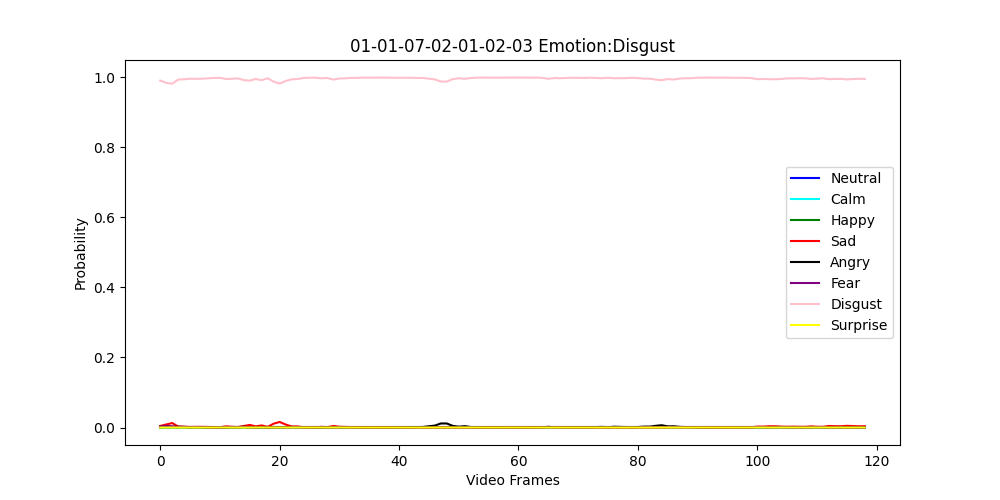 01-01-07-02-01-02-03 Emotion:Disgust
Probability
1.0
0.8
0.6
0.4
0.2
0.0
Neutral
Calm
Happy
Sad
Angry
Fear
Disgust
Surprise
0 20 40 60 80 100 120
Video Frames